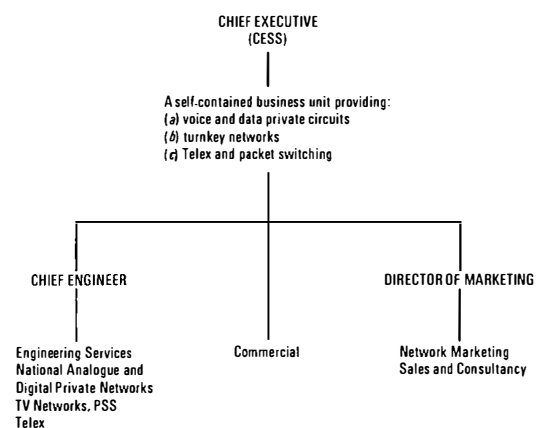 CHIEF EXECUTIVE
(CESS)
A self-contained business unit providing:
(a) voice and data private circuits
(b) turnkey networks
(c) Telex and packet switching
CHIEF ENGINEER
DIRECTOR OF MARKETING
Engineering Services
National Analogue and
Digital Private Networks
TV Networks, PSS
Telex
Commercial
Network Marketing
Sales and Consultancy